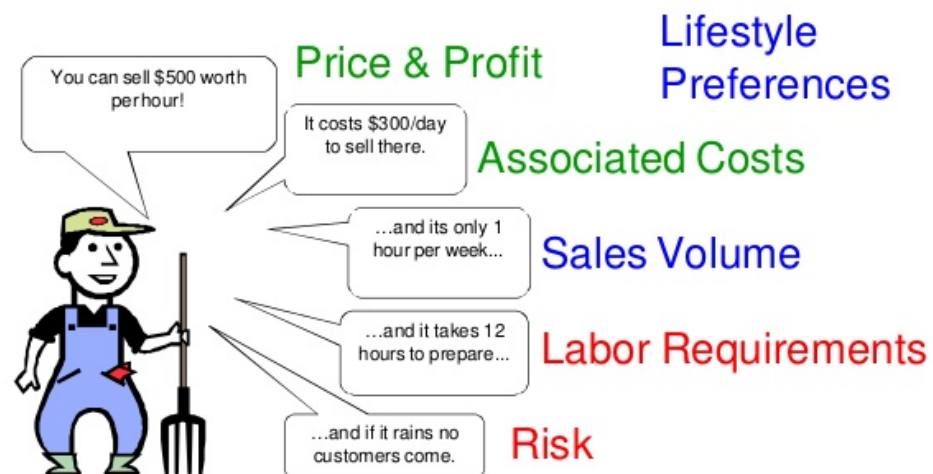 Lifestyle
Preferences
Price & Profit
You can sell $500 worth
perhour!
It costs $300/day
to sell there.
Associated Costs
...and its only 1
hour per week...
Sales Volume
...and it takes 12
hours to prepare...
Labor Requirements
...and if it rains no
customers come.
Risk